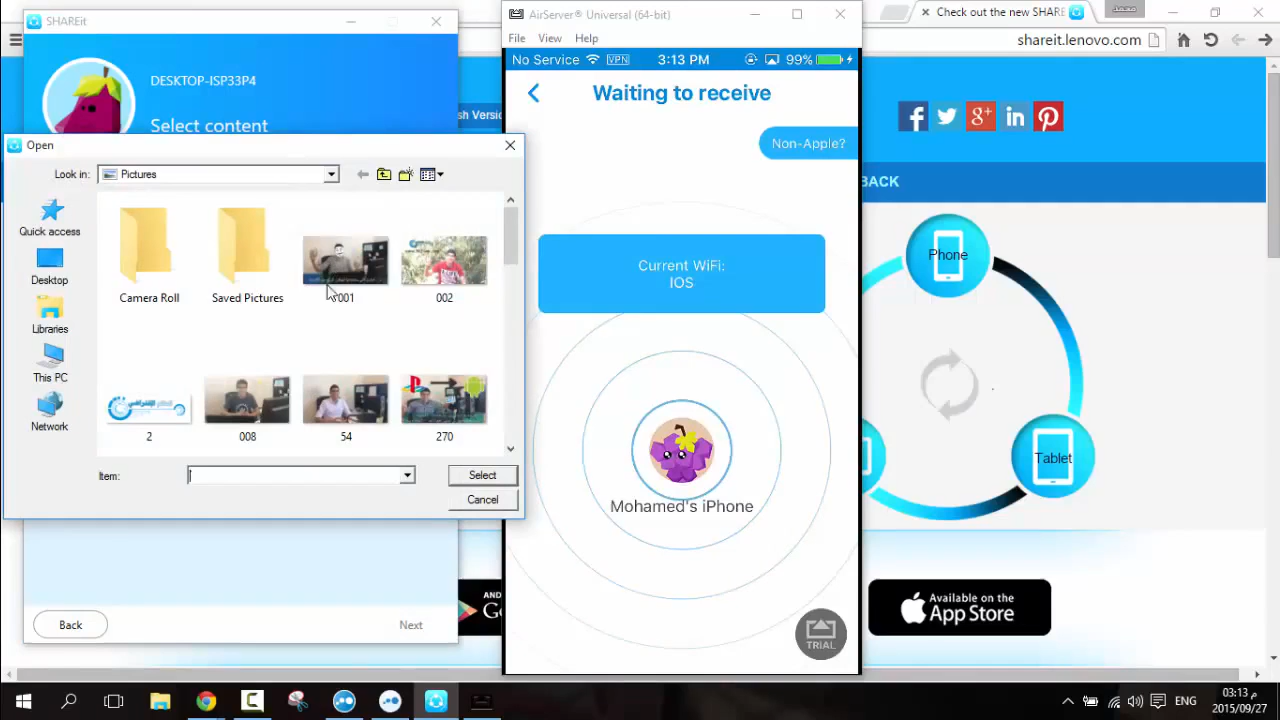 SHAREit
DESKTOP-ISP33P4
Select content
Open
Look in:
Pictures
Quick access
Desktop
Libraries
This PC
Network
Camera Roll
Saved Pictures
001
002
2
008
54
270
Item:
Select
Cancel
Back
Next
AirServer® Universal (64-bit)
File View Help
No Service VPN 3:13 PM 99%
Waiting to receive
Non-Apple?
Current WiFi:
IOS
Mohamed's iPhone
TRIAL
Check out the new SHARE
shareit.lenovo.com
sh Versio
BACK
Phone
Tablet
AND
Available on the
App Store
ENG
03:13 م
2015/09/27